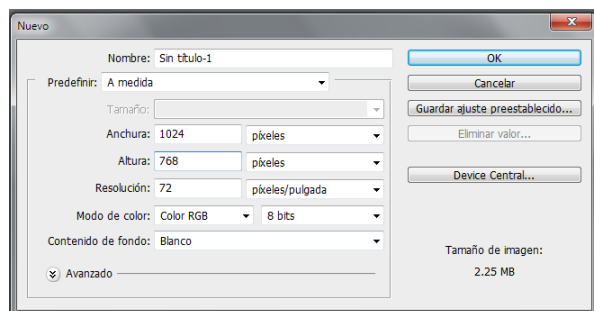 Nuevo
Nombre: Sin título-1
Predefinir: A medida
Tamaño:
Anchura: 1024 píxeles
Altura: 768 píxeles
Resolución: 72 píxeles/pulgada
Modo de color: Color RGB 8 bits
Contenido de fondo: Blanco
Avanzado
OK
Cancelar
Guardar ajuste preestablecido...
Eliminar valor...
Device Central...
Tamaño de imagen:
2.25 MB